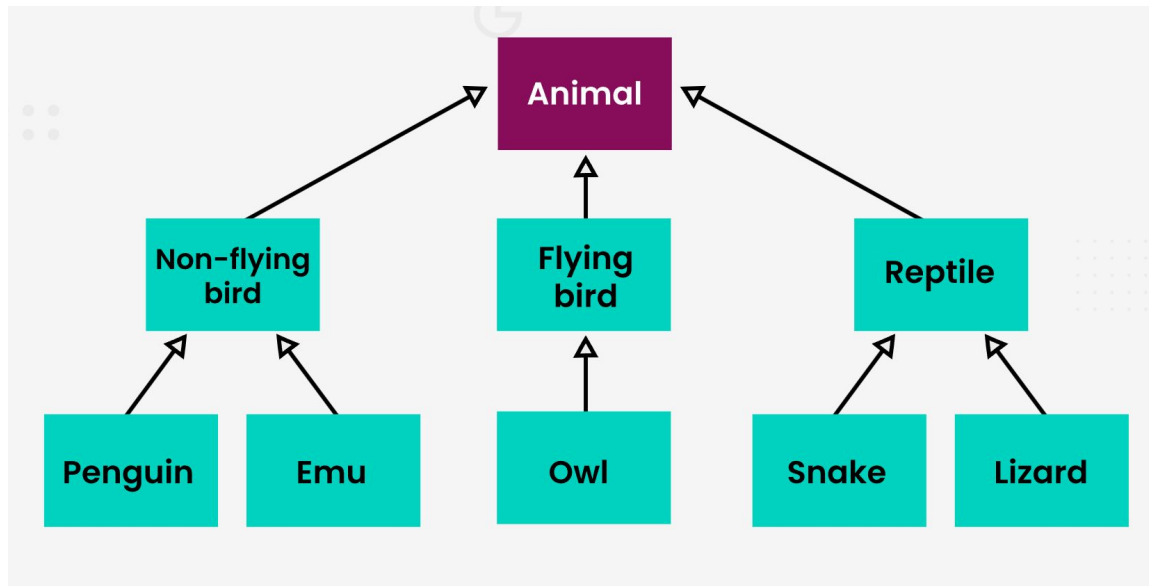 Animal
Non-flying
bird
Flying
bird
Reptile
Penguin
Emu
Owl
Snake
Lizard